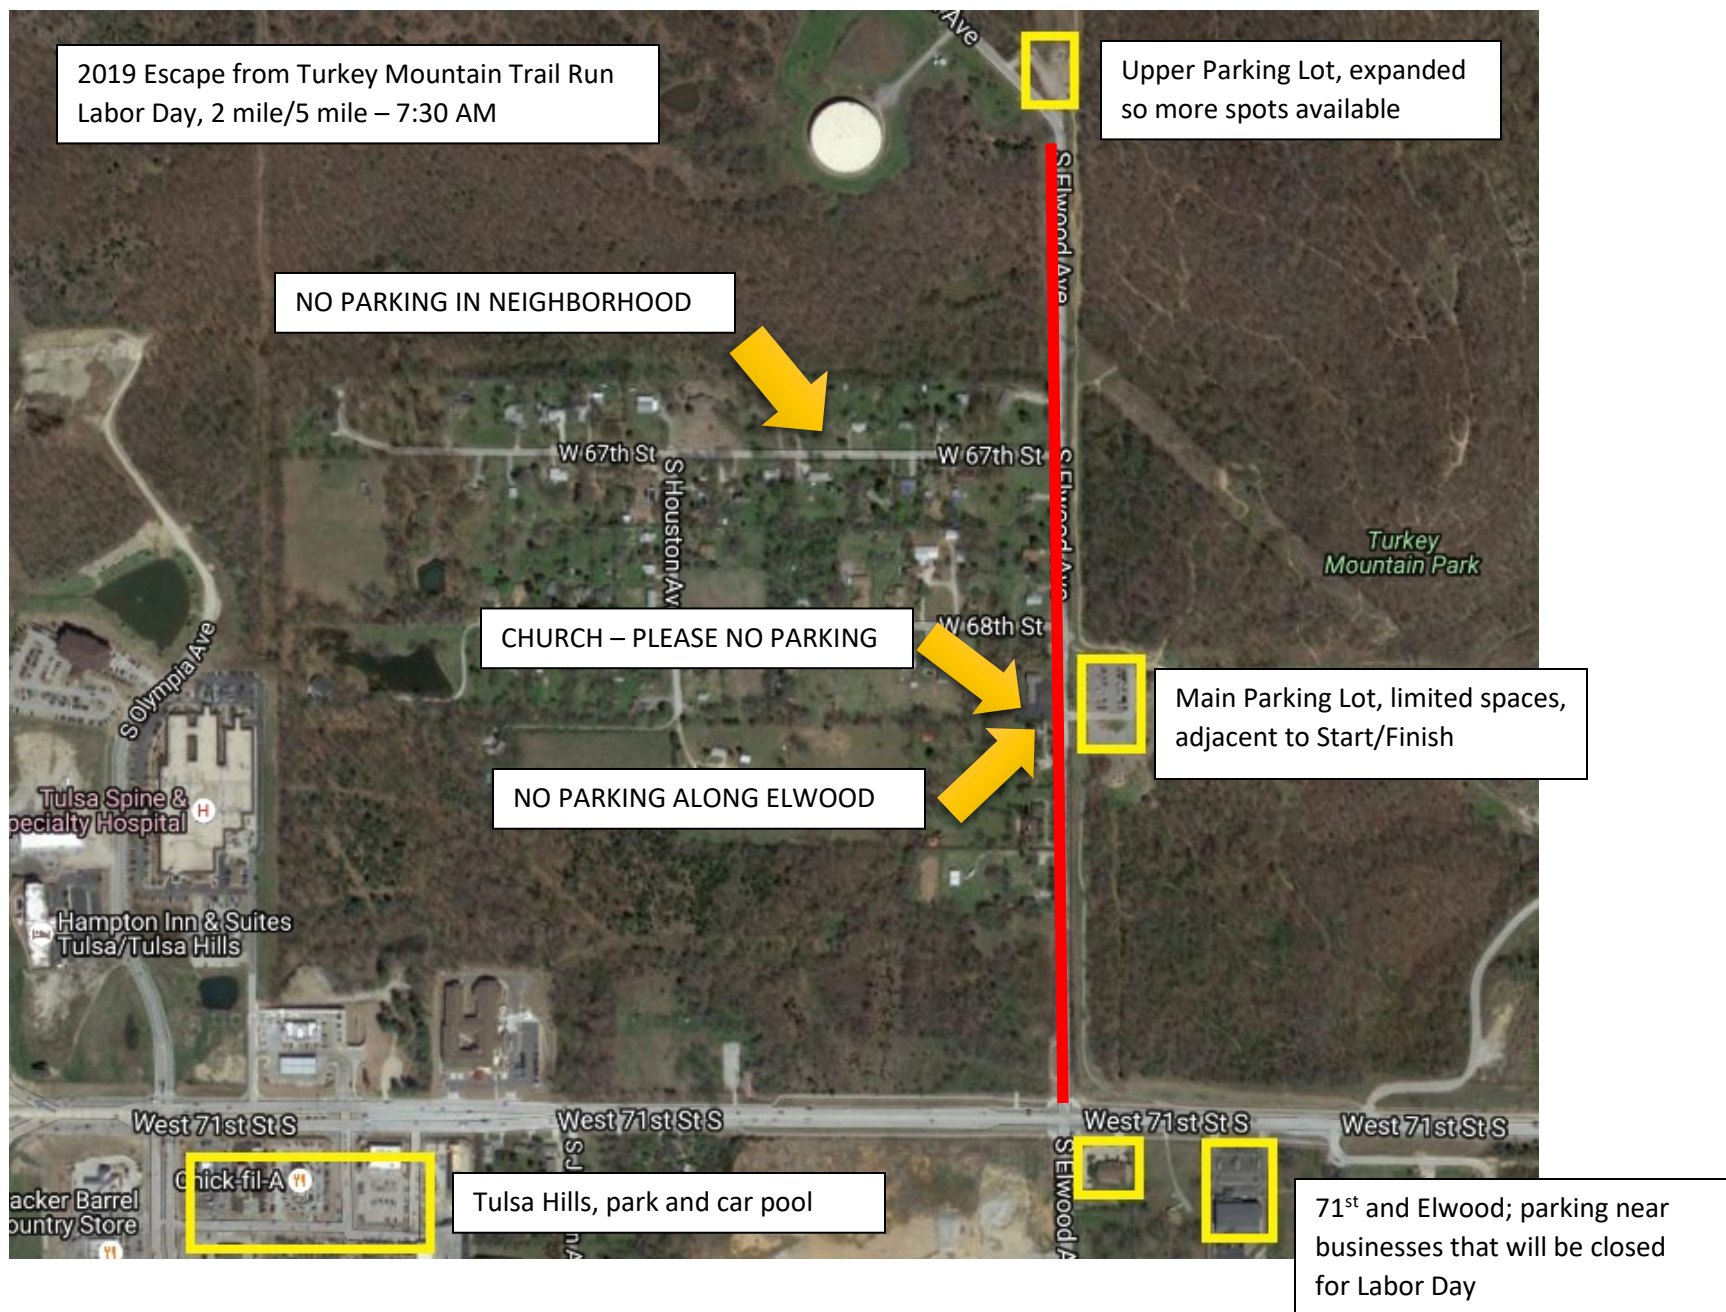 Ave
2019 Escape from Turkey Mountain Trail Run
Labor Day, 2 mile/5 mile – 7:30 AM
Upper Parking Lot, expanded
so more spots available
S Elwood Ave
NO PARKING IN NEIGHBORHOOD
W 67th St
W 67th St
S Houston Av
S Elwood Ave
Turkey
Mountain Park
CHURCH – PLEASE NO PARKING
W 68th St
S Olympia Ave
Main Parking Lot, limited spaces,
adjacent to Start/Finish
NO PARKING ALONG ELWOOD
Tulsa Spine &
pecialty Hospital
H
Hampton Inn & Suites
Tulsa/Tulsa Hills
West 71st St S
West 71st St S
West 71st St S
West 71st St S
Chick-fil-A
acker Barrel
ountry Store
Tulsa Hills, park and car pool
S J
n A
S Elwood A
71st and Elwood; parking near
businesses that will be closed
for Labor Day